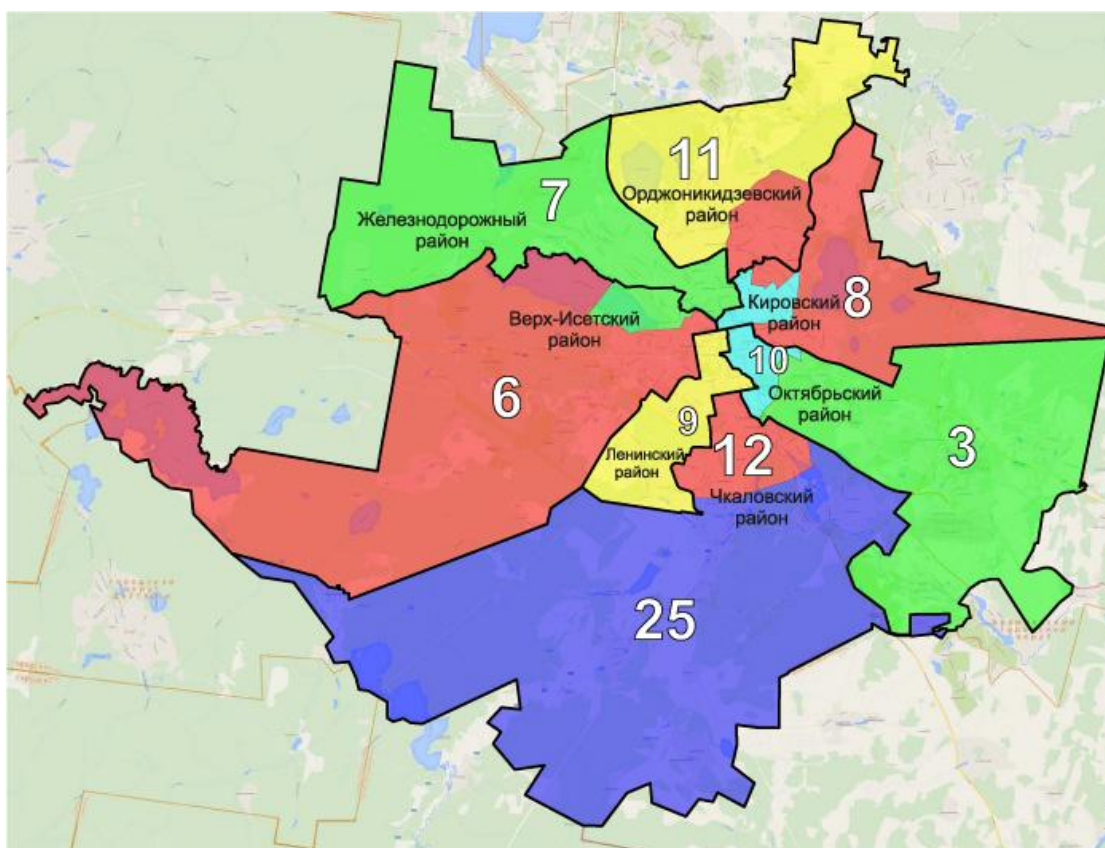 11
Орджоникидзевский
район
7
Железнодорожный
район
8
Кировский
район
Верх-Исетский
район
10
Октябрьский
район
6
9
Ленинский
район
12
3
Чкаловский
район
25